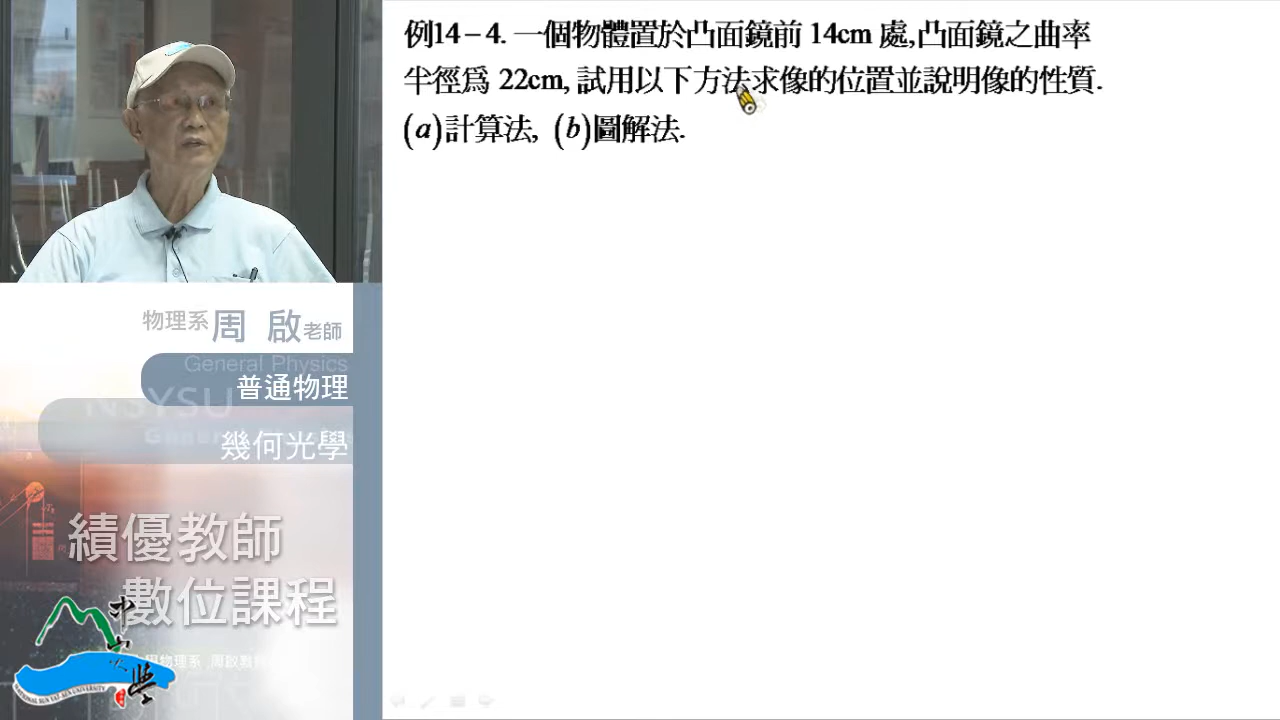 例14－4. 一個物體置於凸面鏡前 14cm 處,凸面鏡之曲率
半徑為 22cm, 試用以下方法求像的位置並說明像的性質.
(a)計算法, (b)圖解法.
物理系周 啟老師
General Physics
普通物理
NSYSU
幾何光學
績優教師
數位課程